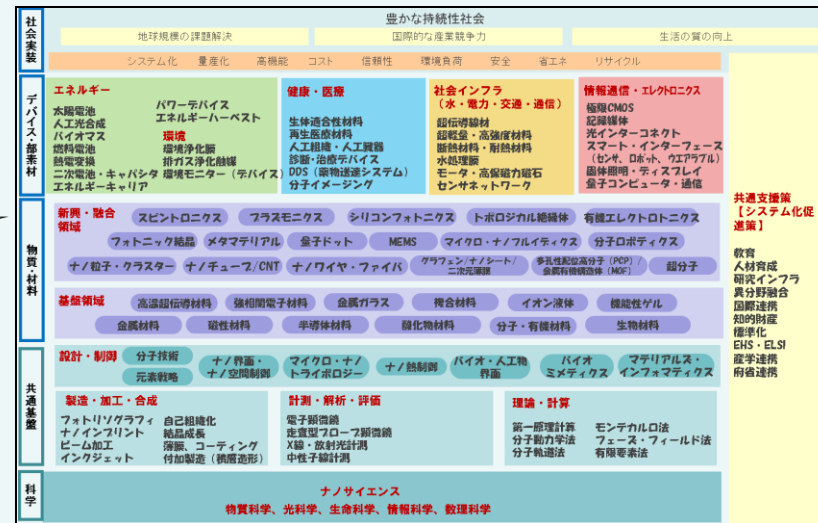 社会実装
豊かな持続性社会
地球規模の課題解決
国際的な産業競争力
生活の質の向上
システム化 量産化 高機能 コスト 信頼性 環境負荷 安全 省エネ リサイクル
デバイス・部素材
エネルギー
太陽電池
人工光合成
バイオマス
燃料電池
熱電変換
二次電池・キャパシタ
エネルギーキャリア
パワーデバイス
エネルギーハーベスト
環境
環境浄化膜
排ガス浄化触媒
環境モニター(デバイス)
健康・医療
生体適合性材料
再生医療材料
人工組織・人工臓器
診断・治療デバイス
DDS(薬物送達システム)
分子イメージング
社会インフラ
(水・電力・交通・通信)
超伝導線材
超軽量・高強度材料
断熱材料・耐熱材料
水処理膜
モータ・高保磁力磁石
センサネットワーク
情報通信・エレクトロニクス
極限CMOS
記録媒体
光インターコネクト
スマート・インターフェース
(センサ、ロボット、ウエアラブル)
固体照明・ディスプレイ
量子コンピュータ・通信
物質・材料
新興・融合
領域
スピントロニクス プラズモニクス シリコンフォトニクス トポロジカル絶縁体 有機エレクトロトニクス
フォトニック結晶 メタマテリアル 量子ドット MEMS マイクロ・ナノフルイティクス 分子ロボティクス
ナノ粒子・クラスター ナノチューブ/CNT ナノワイヤ・ファイバ
グラフェン/ナノシート/
二次元薄膜
多孔性配位高分子(PCP)/
金属有機構造体(MOF)
超分子
基盤領域
高温超伝導材料 強相関電子材料 金属ガラス 複合材料 イオン液体 機能性ゲル
金属材料 磁性材料 半導体材料 酸化物材料 分子・有機材料 生物材料
共通基盤
設計・制御
分子技術
元素戦略
ナノ界面・
ナノ空間制御
マイクロ・ナノ
トライボロジー
ナノ熱制御
バイオ・人工物
界面
バイオ
ミメティクス
マテリアルス・
インフォマティクス
製造・加工・合成
フォトリソグラフィ
ナノインプリント
ビーム加工
インクジェット
自己組織化
結晶成長
薄膜、コーティング
付加製造(積層造形)
計測・解析・評価
電子顕微鏡
走査型プローブ顕微鏡
X線・放射光計測
中性子線計測
理論・計算
第一原理計算
分子動力学法
分子軌道法
モンテカルロ法
フェーズ・フィールド法
有限要素法
科学
ナノサイエンス
物質科学、光科学、生命科学、情報科学、数理科学
共通支援策
【システム化促
進策】
教育
人材育成
研究インフラ
異分野融合
国際連携
知的財産
標準化
EHS・ELSI
産学連携
府省連携